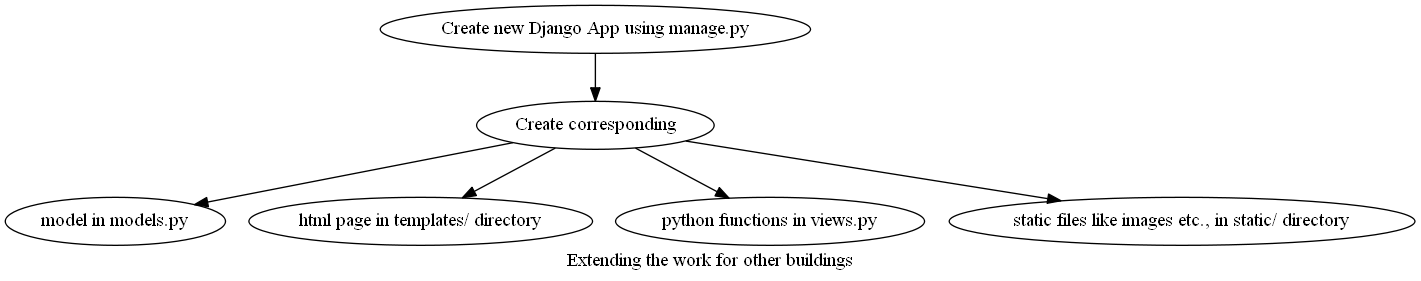 Create new Django App using manage.py
Create corresponding
model in models.py
html page in templates/ directory
python functions in views.py
static files like images etc., in static/ directory
Extending the work for other buildings